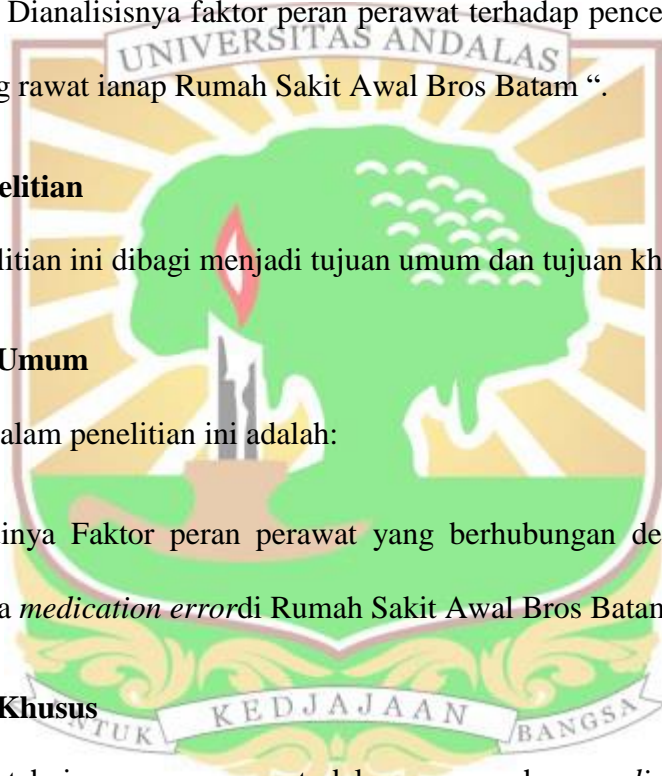 Dianalisisnya faktor peran perawat terhadap pence
UNIVERSITAS ANDALAS
g rawat ianap Rumah Sakit Awal Bros Batam “.
elitian
litian ini dibagi menjadi tujuan umum dan tujuan kh
Umum
alam penelitian ini adalah:
inya Faktor peran perawat yang berhubungan de
a medication errordi Rumah Sakit Awal Bros Batam
Khusus
UNTUK KEDJAJAAN BANGSA